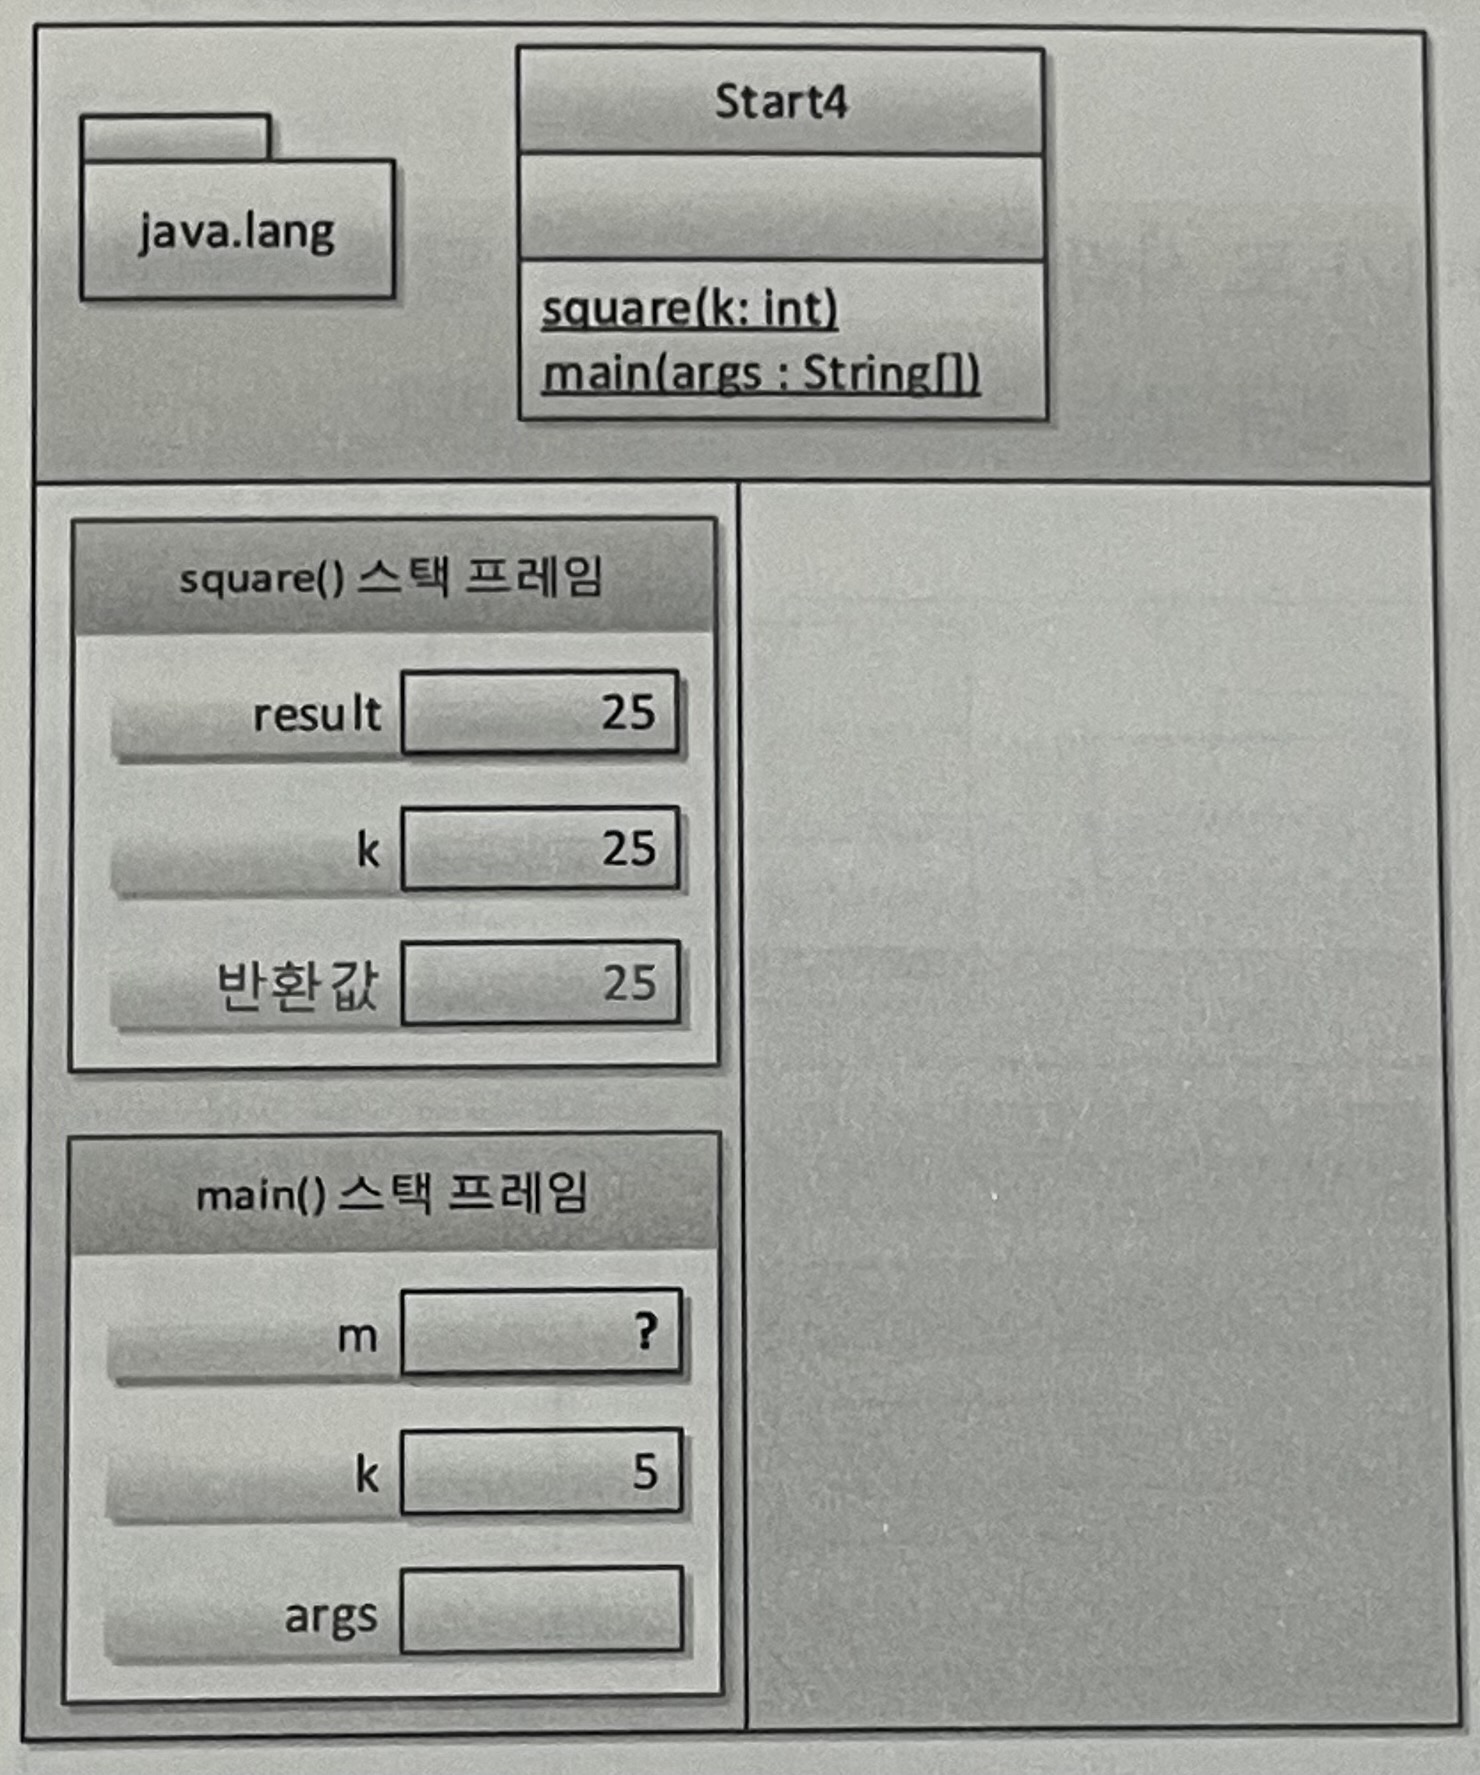 Start4
java.lang
square(k: int)
main(args : String[])
square() 스택 프레임
result 25
k 25
반환값 25
main() 스택 프레임
m ?
k 5
args